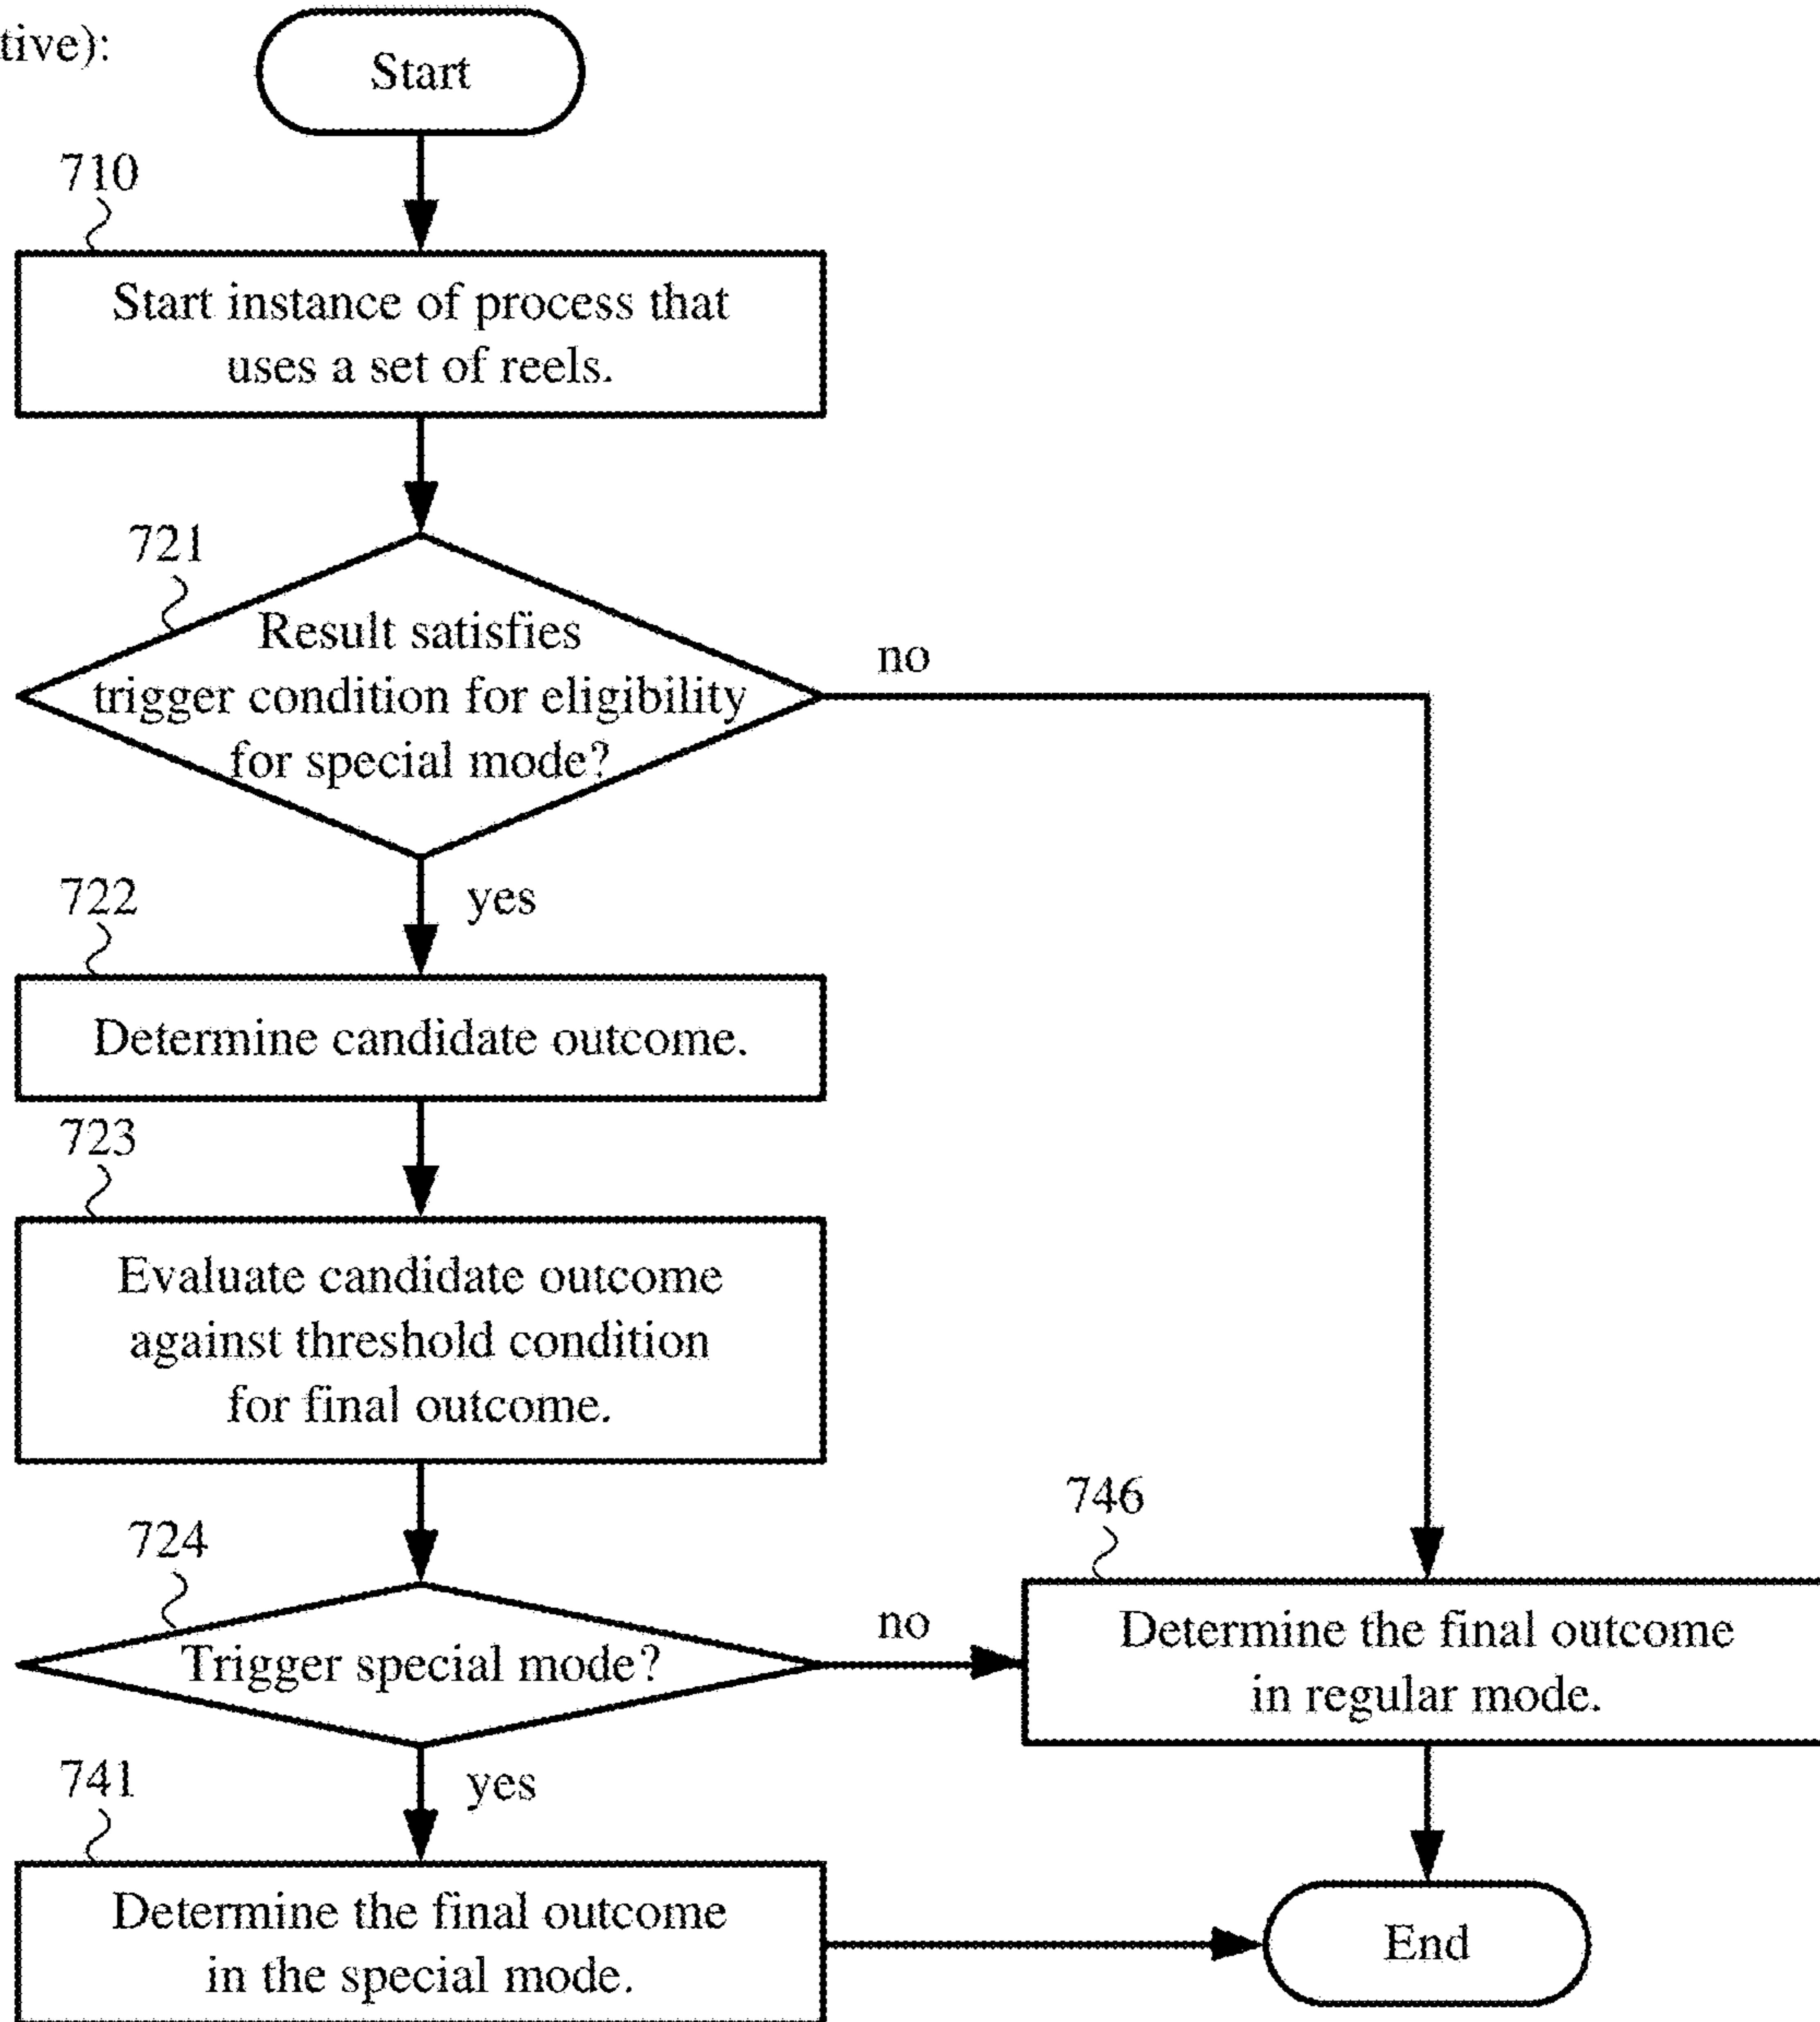 tive):
Start
710
Start instance of process that
uses a set of reels.
721
Result satisfies
trigger condition for eligibility
for special mode?
no
yes
722
Determine candidate outcome.
723
Evaluate candidate outcome
against threshold condition
for final outcome.
724
Trigger special mode?
no
746
Determine the final outcome
in regular mode.
yes
741
Determine the final outcome
in the special mode.
End